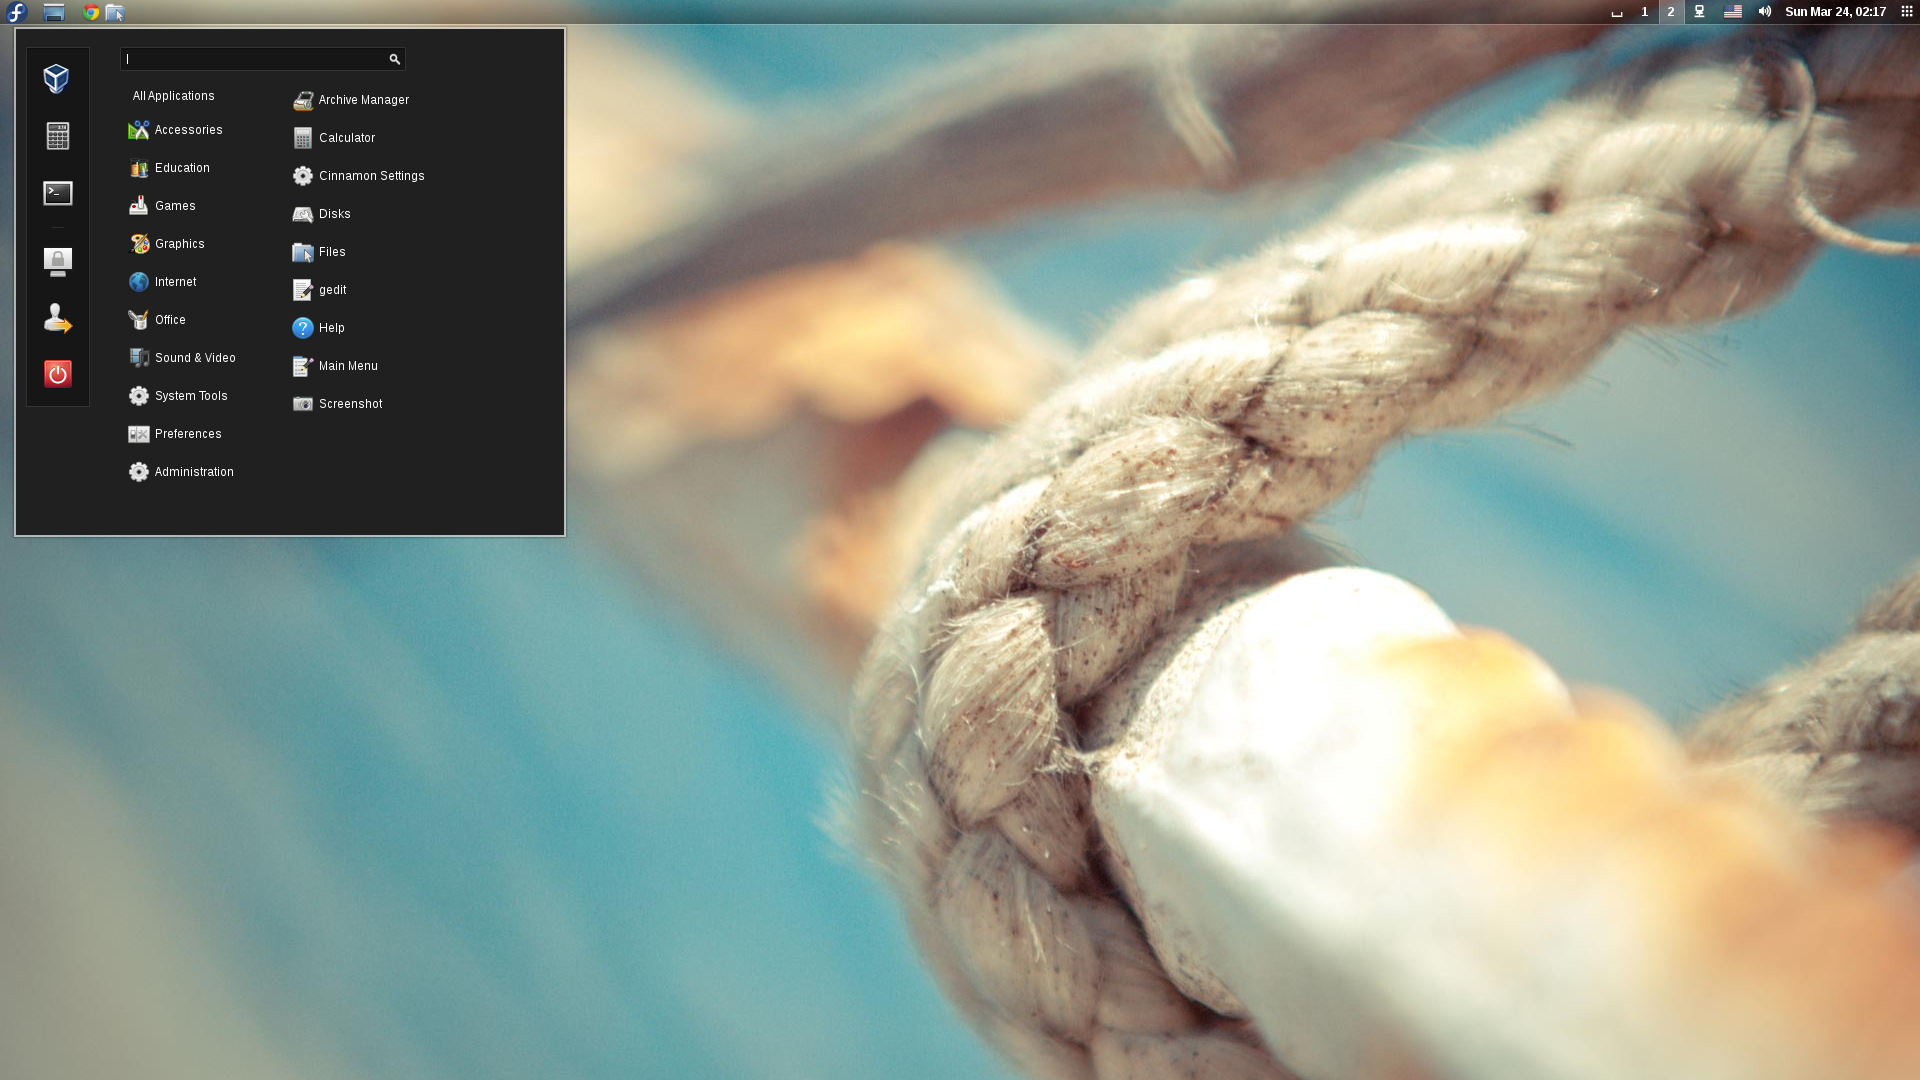 1
2
Sun Mar 24, 02:17
All Applications
Accessories
Education
Games
Graphics
Internet
Office
Sound & Video
System Tools
Preferences
Administration
Archive Manager
Calculator
Cinnamon Settings
Disks
Files
gedit
Help
Main Menu
Screenshot